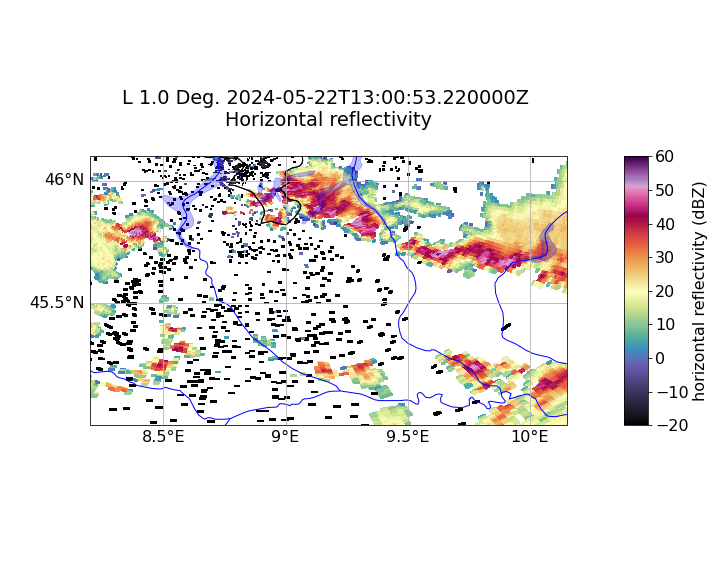 L 1.0 Deg. 2024-05-22T13:00:53.220000Z
Horizontal reflectivity
46°N
45.5°N
8.5°E
9°E
9.5°E
10°E
60
50
40
30
20
10
0
−10
−20
horizontal reflectivity (dBZ)